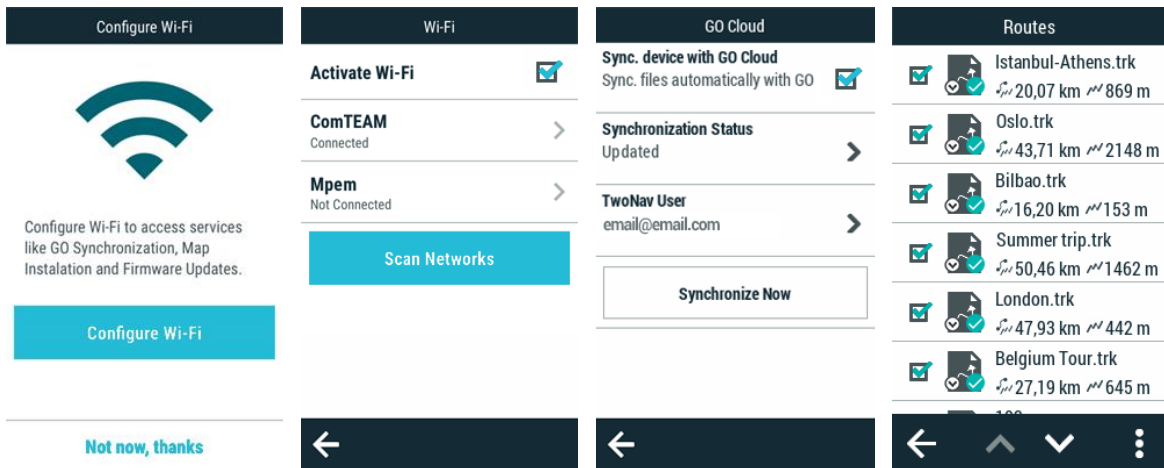 Configure Wi-Fi
Configure Wi-Fi to access services
like GO Synchronization, Map
Instalation and Firmware Updates.
Configure Wi-Fi
Not now, thanks
Wi-Fi
Activate Wi-Fi
ComTEAM
Connected
Mpem
Not Connected
Scan Networks
GO Cloud
Sync. device with GO Cloud
Sync. files automatically with GO
Synchronization Status
Updated
TwoNav User
email@email.com
Synchronize Now
Routes
Istanbul-Athens.trk
20,07 km 869 m
Oslo.trk
43,71 km 2148 m
Bilbao.trk
16,20 km 153 m
Summer trip.trk
50,46 km 1462 m
London.trk
47,93 km 442 m
Belgium Tour.trk
27,19 km 645 m